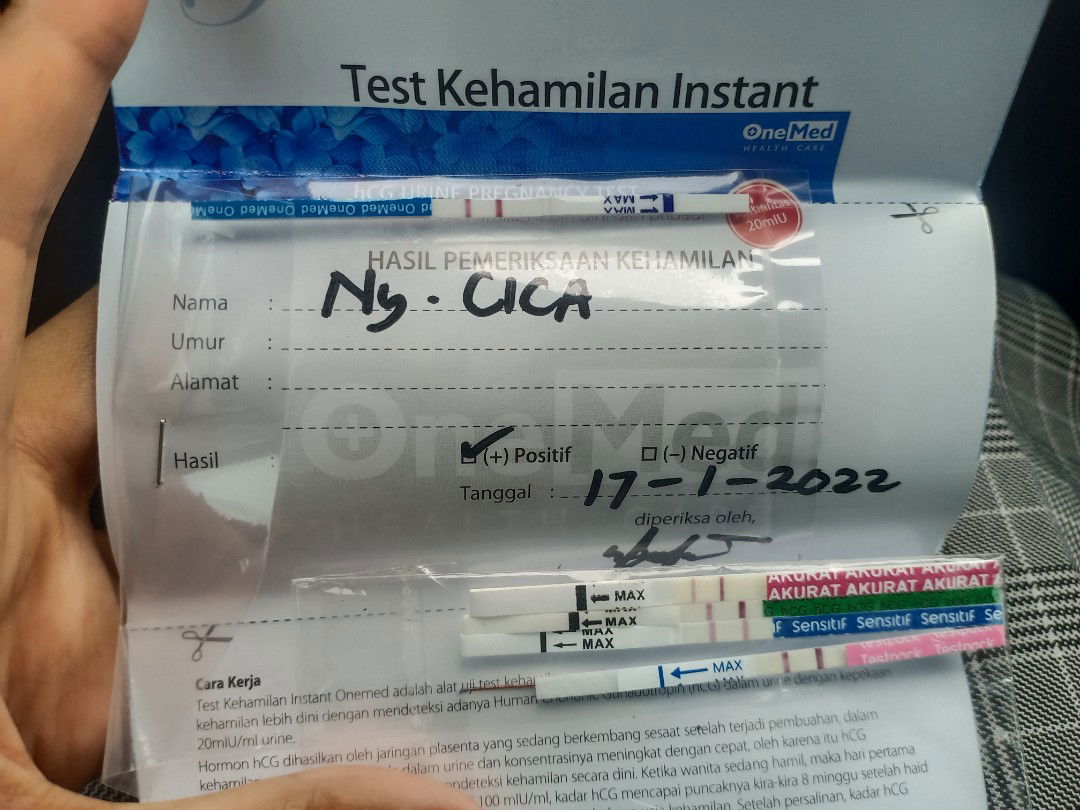 Test Kehamilan Instant
OneMed
HEALTH CARE
hCG URINE PREGNANCY TEST
OneMed OneMed OneMed OneMed
MAX
20mIU
HASIL PEMERIKSAAN KEHAMILAN
Nama : Ny. CICA
Umur :
Alamat :
OneMed
Hasil : (+) Positif (-) Negatif
Tanggal : 17-1-2022
diperiksa oleh,
AKURAT AKURAT AKURAT
MAX AKURAT AKURAT AKURAT
MAX hCG hCG
MAX Sensitif Sensitif Sensitif Se
MAX Testpack Testpack
Cara Kerja
Test Kehamilan Instant Onemed adalah alat uji test
dalam urine dengan kepekaan
kehamilan lebih dini dengan mendeteksi adanya Human
20mIU/ml urine.
Hormon hCG dihasilkan oleh jaringan plasenta yang sedang berkembang sesaat setelah terjadi pembuahan, dalam
dalam urine dan konsentrasinya meningkat dengan cepat, oleh karena itu hCG
mendeteksi kehamilan secara dini. Ketika wanita sedang hamil, maka hari pertama
100 mIU/ml, kadar hCG mencapai puncaknya kira-kira 8 minggu setelah haid
kehamilan. Setelah persalinan, kadar hCG